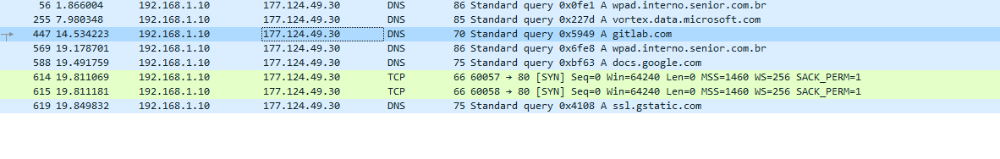 56 1.866004 192.168.1.10 177.124.49.30 DNS 86 Standard query 0x0fe1 A wpad.interno.senior.com.br
255 7.980348 192.168.1.10 177.124.49.30 DNS 85 Standard query 0x227d A vortex.data.microsoft.com
447 14.534223 192.168.1.10 177.124.49.30 DNS 70 Standard query 0x5949 A gitlab.com
569 19.178701 192.168.1.10 177.124.49.30 DNS 86 Standard query 0x6fe8 A wpad.interno.senior.com.br
588 19.491759 192.168.1.10 177.124.49.30 DNS 75 Standard query 0xbf63 A docs.google.com
614 19.811069 192.168.1.10 177.124.49.30 TCP 66 60057 → 80 [SYN] Seq=0 Win=64240 Len=0 MSS=1460 WS=256 SACK_PERM=1
615 19.811181 192.168.1.10 177.124.49.30 TCP 66 60058 → 80 [SYN] Seq=0 Win=64240 Len=0 MSS=1460 WS=256 SACK_PERM=1
619 19.849832 192.168.1.10 177.124.49.30 DNS 75 Standard query 0x4108 A ssl.gstatic.com